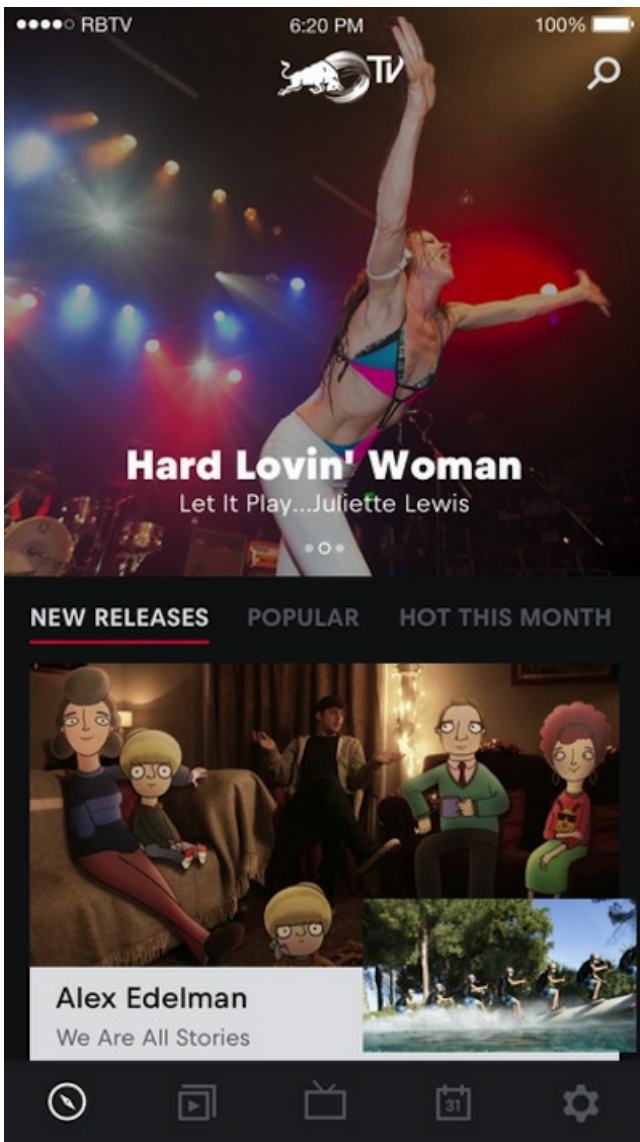 RBTV
6:20 PM
100%
TV
Hard Lovin' Woman
Let It Play...Juliette Lewis
NEW RELEASES
POPULAR
HOT THIS MONTH
Alex Edelman
We Are All Stories
31